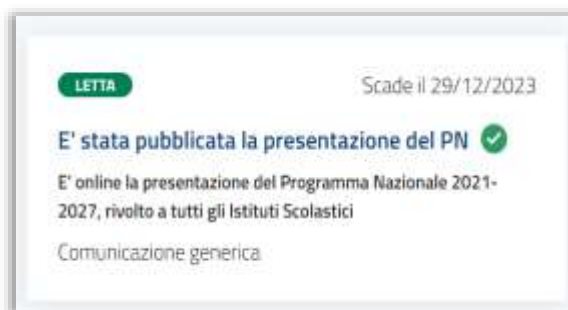 LETTA
Scade il 29/12/2023
E' stata pubblicata la presentazione del PN
E' online la presentazione del Programma Nazionale 2021-
2027, rivolto a tutti gli Istituti Scolastici
Comunicazione generica